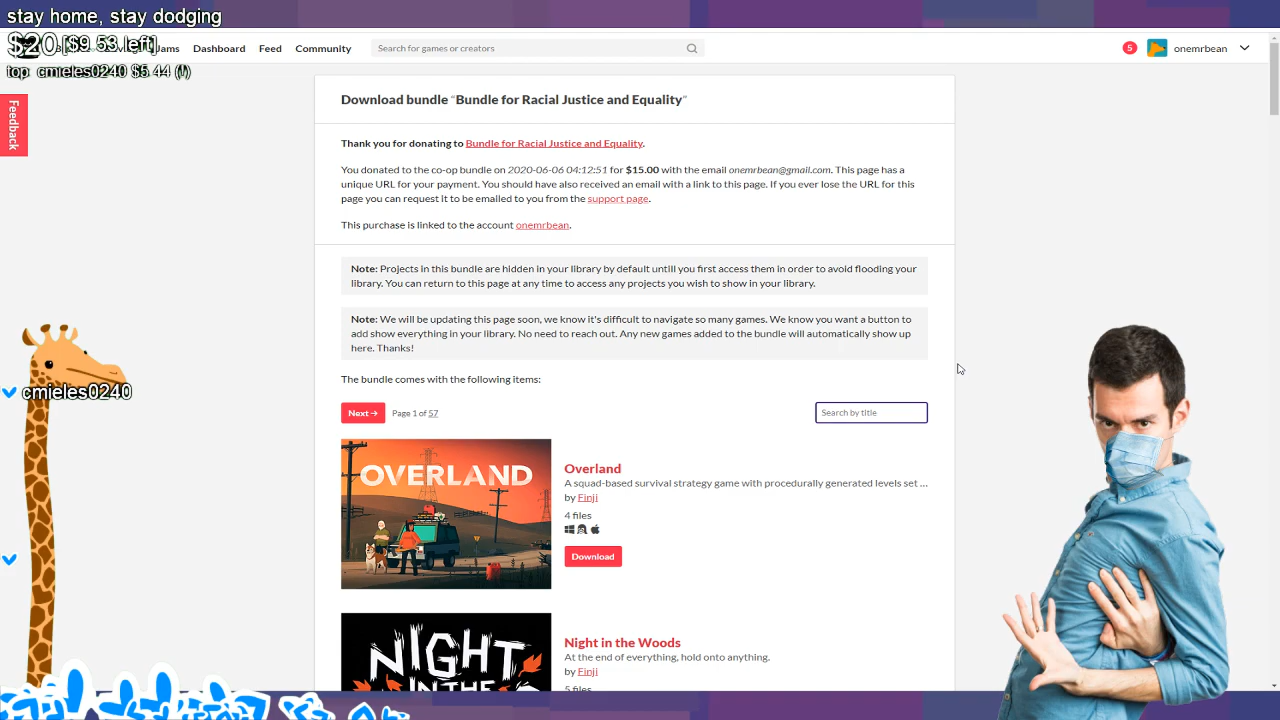 stay home, stay dodging
$20 [$9.53 left]
top: cmieles0240 $5.44 (!)
Jams Dashboard Feed Community Search for games or creators 5 onemrbean
Feedback
Download bundle “Bundle for Racial Justice and Equality”
Thank you for donating to Bundle for Racial Justice and Equality.
You donated to the co-op bundle on 2020-06-06 04:12:51 for $15.00 with the email onemrbean@gmail.com. This page has a
unique URL for your payment. You should have also received an email with a link to this page. If you ever lose the URL for this
page you can request it to be emailed to you from the support page.
This purchase is linked to the account onemrbean.
Note: Projects in this bundle are hidden in your library by default untill you first access them in order to avoid flooding your
library. You can return to this page at any time to access any projects you wish to show in your library.
Note: We will be updating this page soon, we know it's difficult to navigate so many games. We know you want a button to
add show everything in your library. No need to reach out. Any new games added to the bundle will automatically show up
here. Thanks!
The bundle comes with the following items:
cmieles0240
Next → Page 1 of 57 Search by title
OVERLAND
Overland
A squad-based survival strategy game with procedurally generated levels set ...
by Finji
4 files
Download
NIGHT
IN THE
Night in the Woods
At the end of everything, hold onto anything.
by Finji
5 files